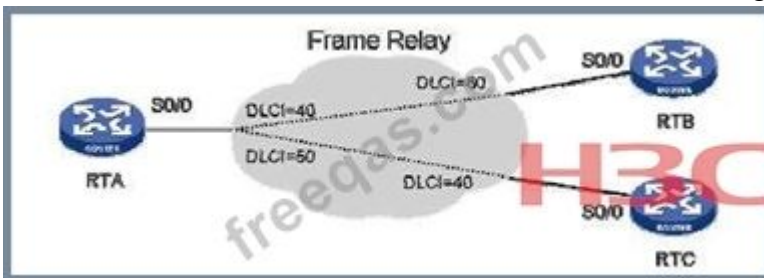 Frame Relay
S0/0
DLCI=60
RTB
S0/0
DLCI=40
DLCI=50
RTA
DLCI=40
S0/0
RTC
H3C
freeqas.com